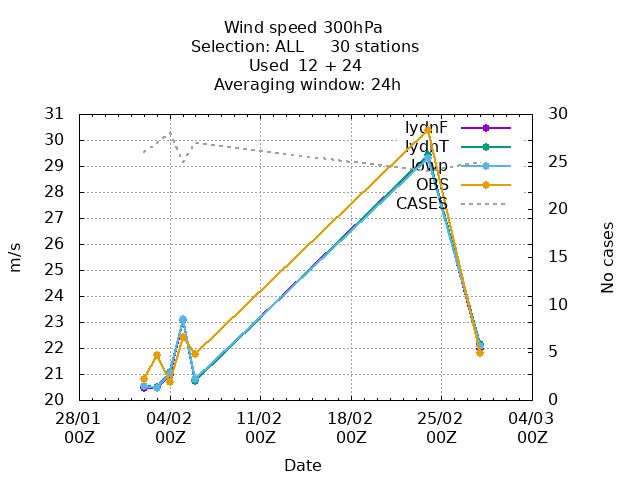 Wind speed 300hPa
Selection: ALL     30 stations
Used  12 + 24
Averaging window: 24h
31
30
29
28
27
26
25
24
23
22
21
20
m/s
30
25
20
15
10
5
0
No cases
lydnF
lydnT
lowp
OBS
CASES
28/01 04/02 11/02 18/02 25/02 04/03
00Z 00Z 00Z 00Z 00Z 00Z
Date